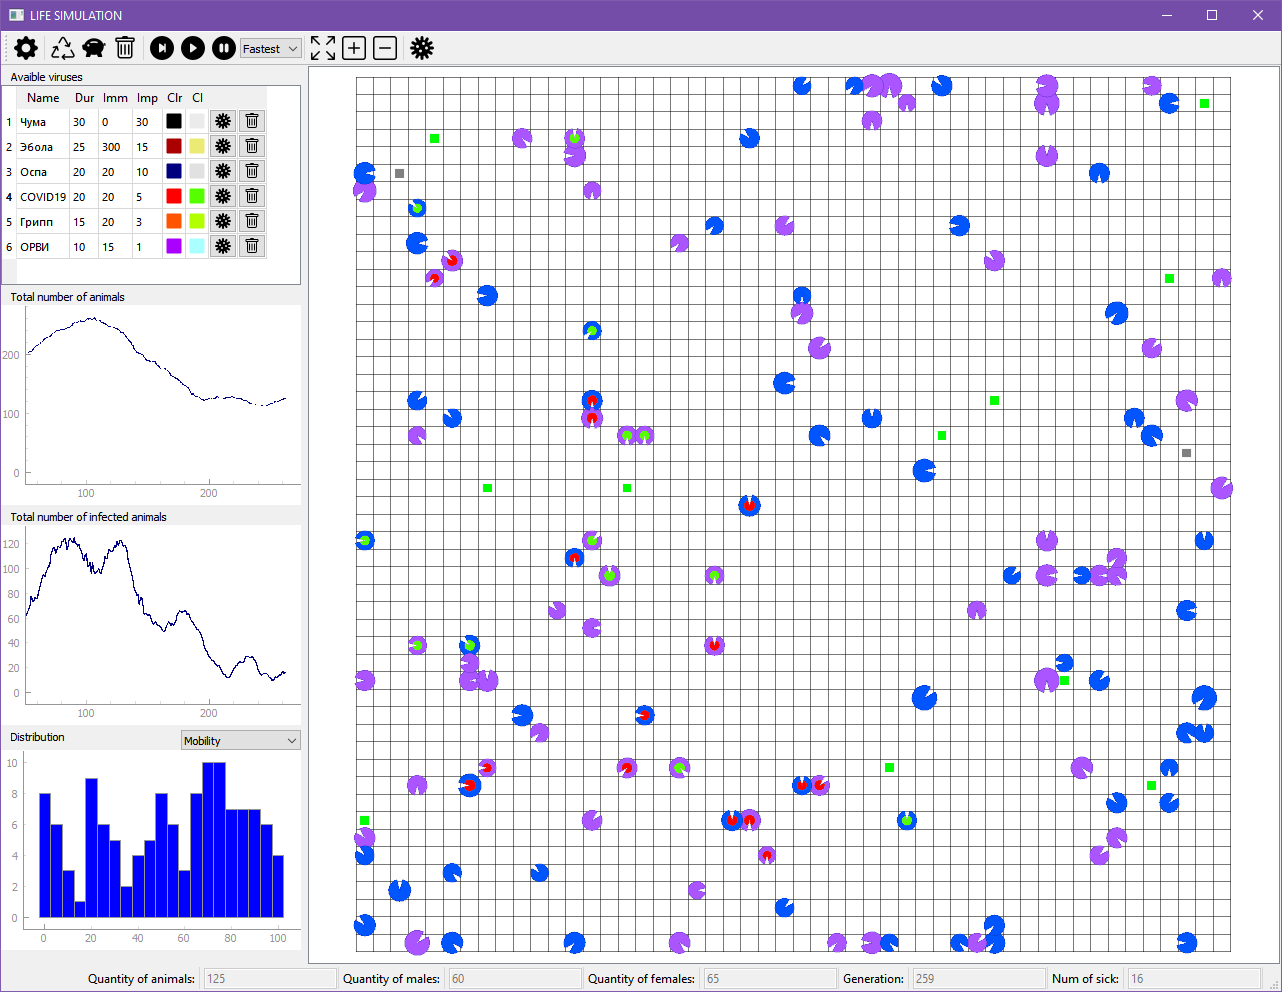 LIFE SIMULATION
Fastest
Avaible viruses
Name Dur Imm Imp Clr Cl
1 Чума 30 0 30
2 Эбола 25 300 15
3 Оспа 20 20 10
4 COVID19 20 20 5
5 Грипп 15 20 3
6 ОРВИ 10 15 1
Total number of animals
200
100
0
100 200
Total number of infected animals
120
100
80
60
40
20
0
100 200
Distribution
Mobility
10
8
6
4
2
0
0 20 40 60 80 100
Quantity of animals: 125 Quantity of males: 60 Quantity of females: 65 Generation: 259 Num of sick: 16